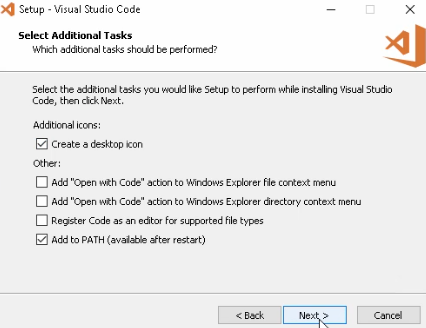 Setup - Visual Studio Code
Select Additional Tasks
Which additional tasks should be performed?
Select the additional tasks you would like Setup to perform while installing Visual Studio
Code, then click Next.
Additional icons:
Create a desktop icon
Other:
Add "Open with Code" action to Windows Explorer file context menu
Add "Open with Code" action to Windows Explorer directory context menu
Register Code as an editor for supported file types
Add to PATH (available after restart)
< Back
Next >
Cancel